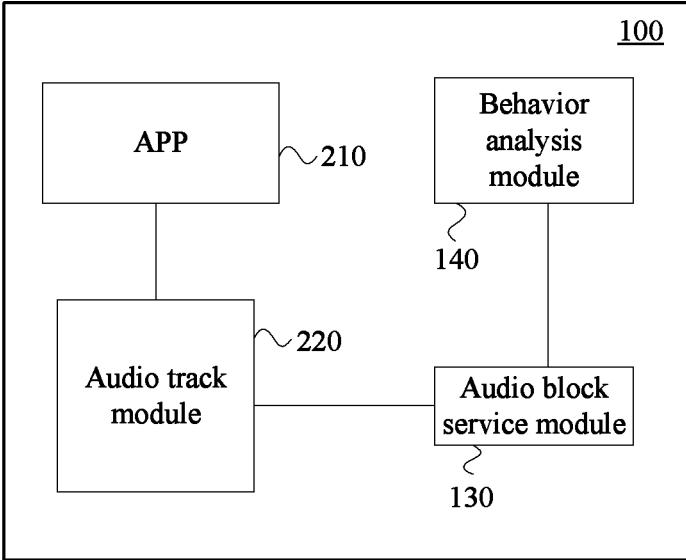 100
APP
210
Behavior
analysis
module
140
220
Audio track
module
Audio block
service module
130